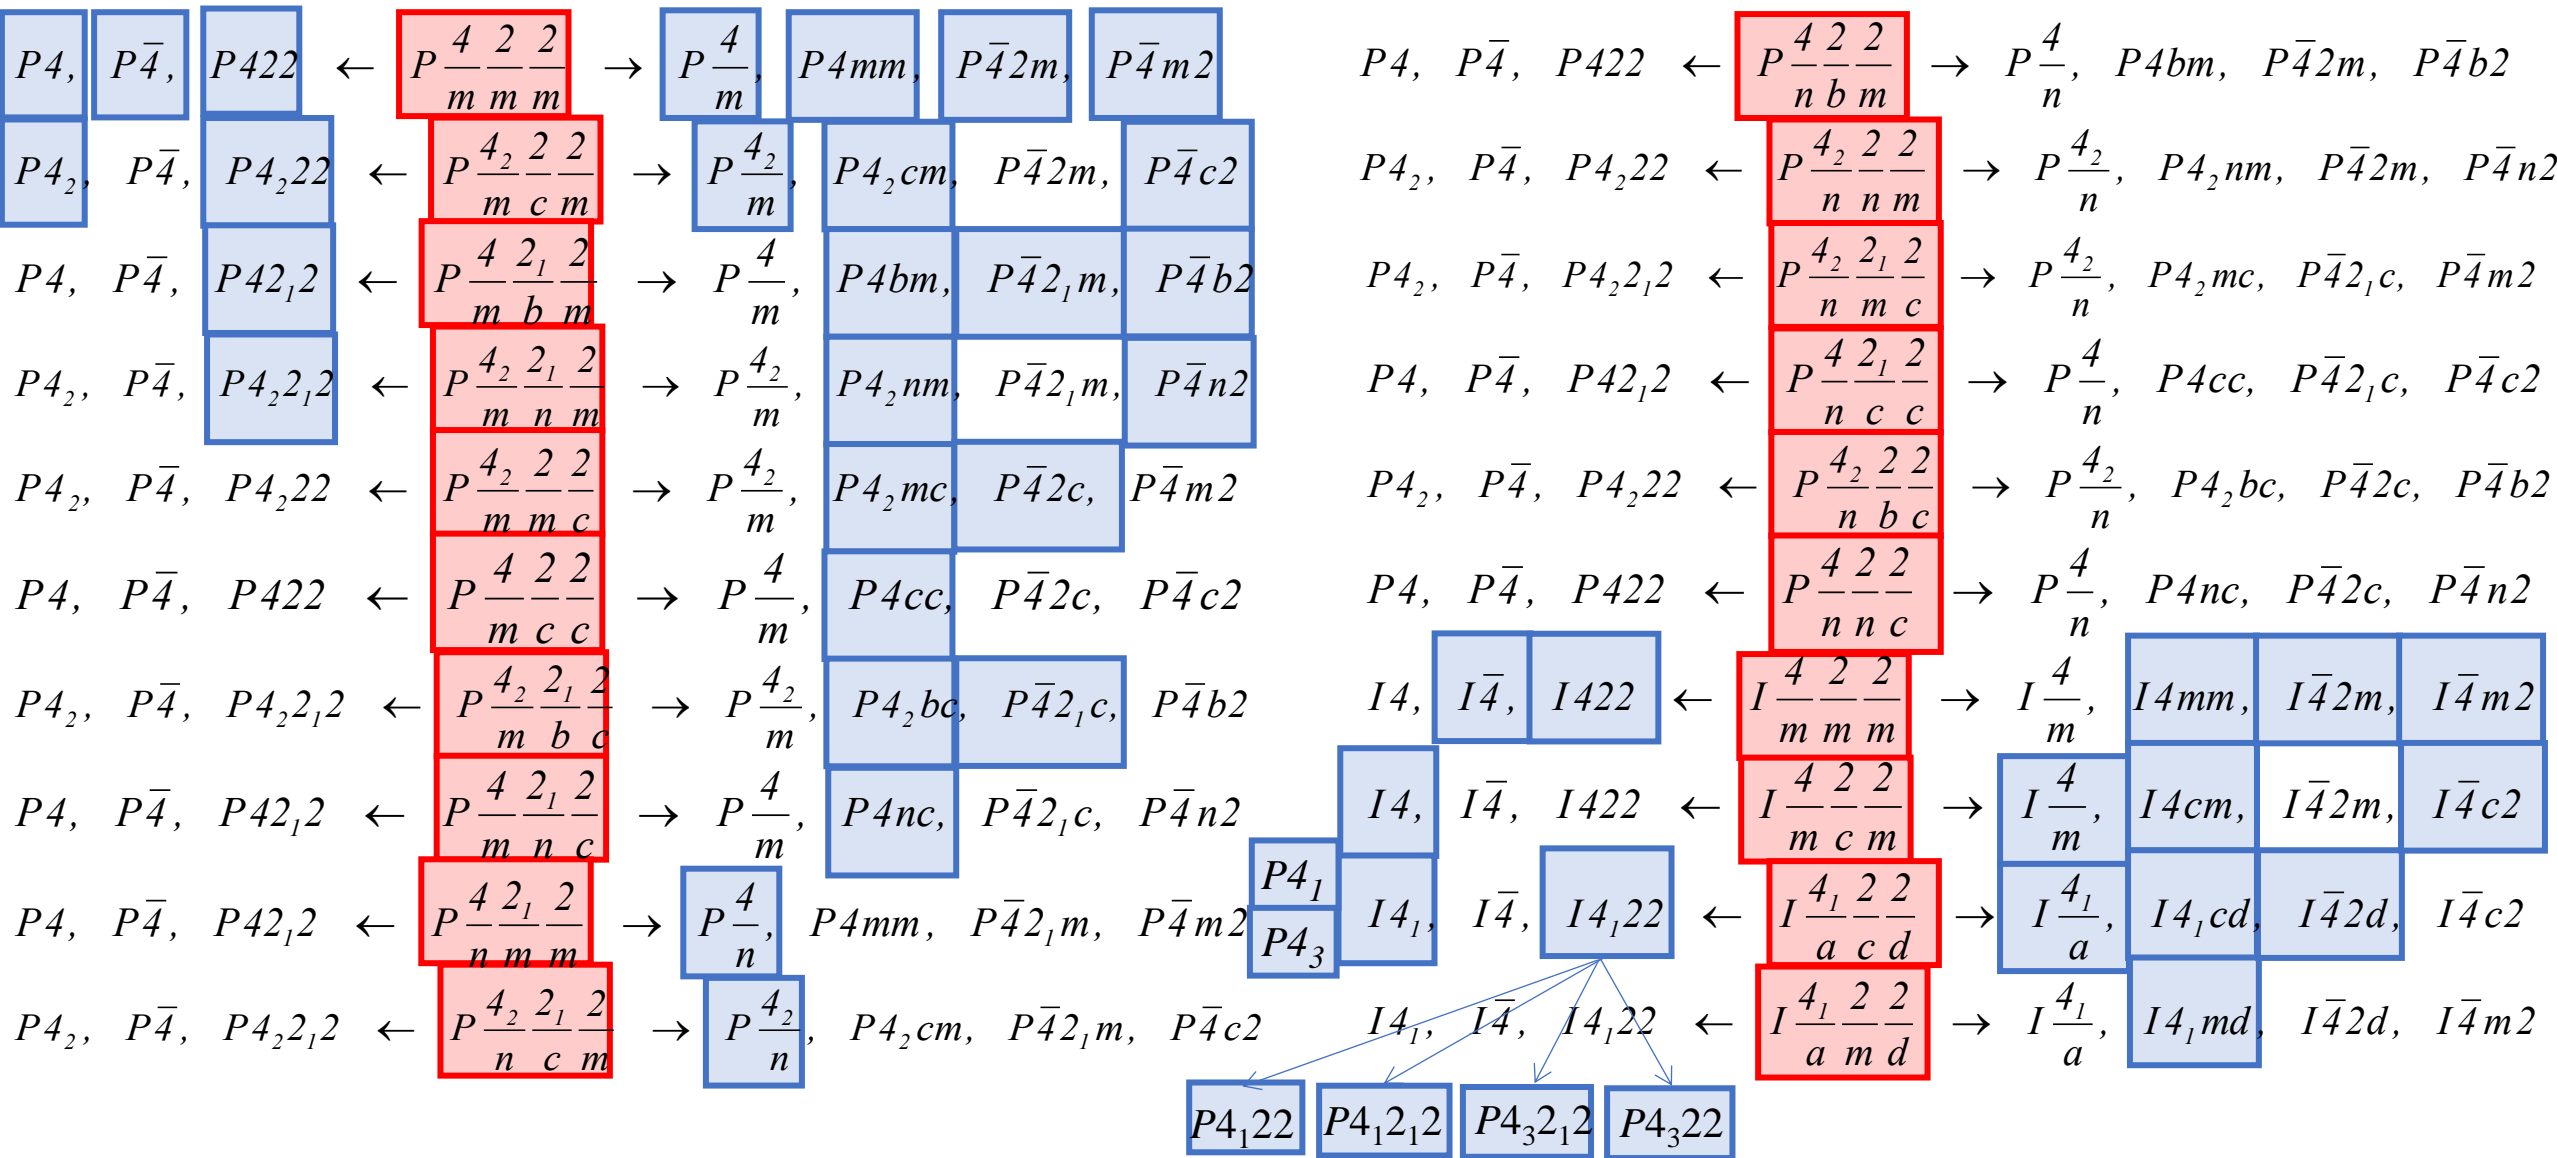 P4, P4̅, P422 ← P 4/m 2/m 2/m → P 4/m, P4mm, P4̅2m, P4̅m2
P4₂, P4̅, P4₂22 ← P 4₂/m 2/c 2/m → P 4₂/m, P4₂cm, P4̅2m, P4̅c2
P4, P4̅, P42₁2 ← P 4/m 2₁/b 2/m → P 4/m, P4bm, P4̅2₁m, P4̅b2
P4₂, P4̅, P4₂2₁2 ← P 4₂/m 2₁/n 2/m → P 4₂/m, P4₂nm, P4̅2₁m, P4̅n2
P4₂, P4̅, P4₂22 ← P 4₂/m 2/m 2/c → P 4₂/m, P4₂mc, P4̅2c, P4̅m2
P4, P4̅, P422 ← P 4/m 2/c 2/c → P 4/m, P4cc, P4̅2c, P4̅c2
P4₂, P4̅, P4₂2₁2 ← P 4₂/m 2₁/b 2/c → P 4₂/m, P4₂bc, P4̅2₁c, P4̅b2
P4, P4̅, P42₁2 ← P 4/m 2₁/n 2/c → P 4/m, P4nc, P4̅2₁c, P4̅n2
P4, P4̅, P42₁2 ← P 4/n 2₁/m 2/m → P 4/n, P4mm, P4̅2₁m, P4̅m2
P4₂, P4̅, P4₂2₁2 ← P 4₂/n 2₁/c 2/m → P 4₂/n, P4₂cm, P4̅2₁m, P4̅c2
P4, P4̅, P422 ← P 4/n 2/b 2/m → P 4/n, P4bm, P4̅2m, P4̅b2
P4₂, P4̅, P4₂22 ← P 4₂/n 2/n 2/m → P 4₂/n, P4₂nm, P4̅2m, P4̅n2
P4₂, P4̅, P4₂2₁2 ← P 4₂/n 2₁/m 2/c → P 4₂/n, P4₂mc, P4̅2₁c, P4̅m2
P4, P4̅, P42₁2 ← P 4/n 2₁/c 2/c → P 4/n, P4cc, P4̅2₁c, P4̅c2
P4₂, P4̅, P4₂22 ← P 4₂/n 2/b 2/c → P 4₂/n, P4₂bc, P4̅2c, P4̅b2
P4, P4̅, P422 ← P 4/n 2/n 2/c → P 4/n, P4nc, P4̅2c, P4̅n2
I4, I4̅, I422 ← I 4/m 2/m 2/m → I 4/m, I4mm, I4̅2m, I4̅m2
I4, I4̅, I422 ← I 4/m 2/c 2/m → I 4/m, I4cm, I4̅2m, I4̅c2
P4₁
P4₃
I4₁, I4̅, I4₁22 ← I 4₁/a 2/c 2/d → I 4₁/a, I4₁cd, I4̅2d, I4̅c2
I4₁, I4̅, I4₁22 ← I 4₁/a 2/m 2/d → I 4₁/a, I4₁md, I4̅2d, I4̅m2
P4₁22 P4₁2₁2 P4₃2₁2 P4₃22